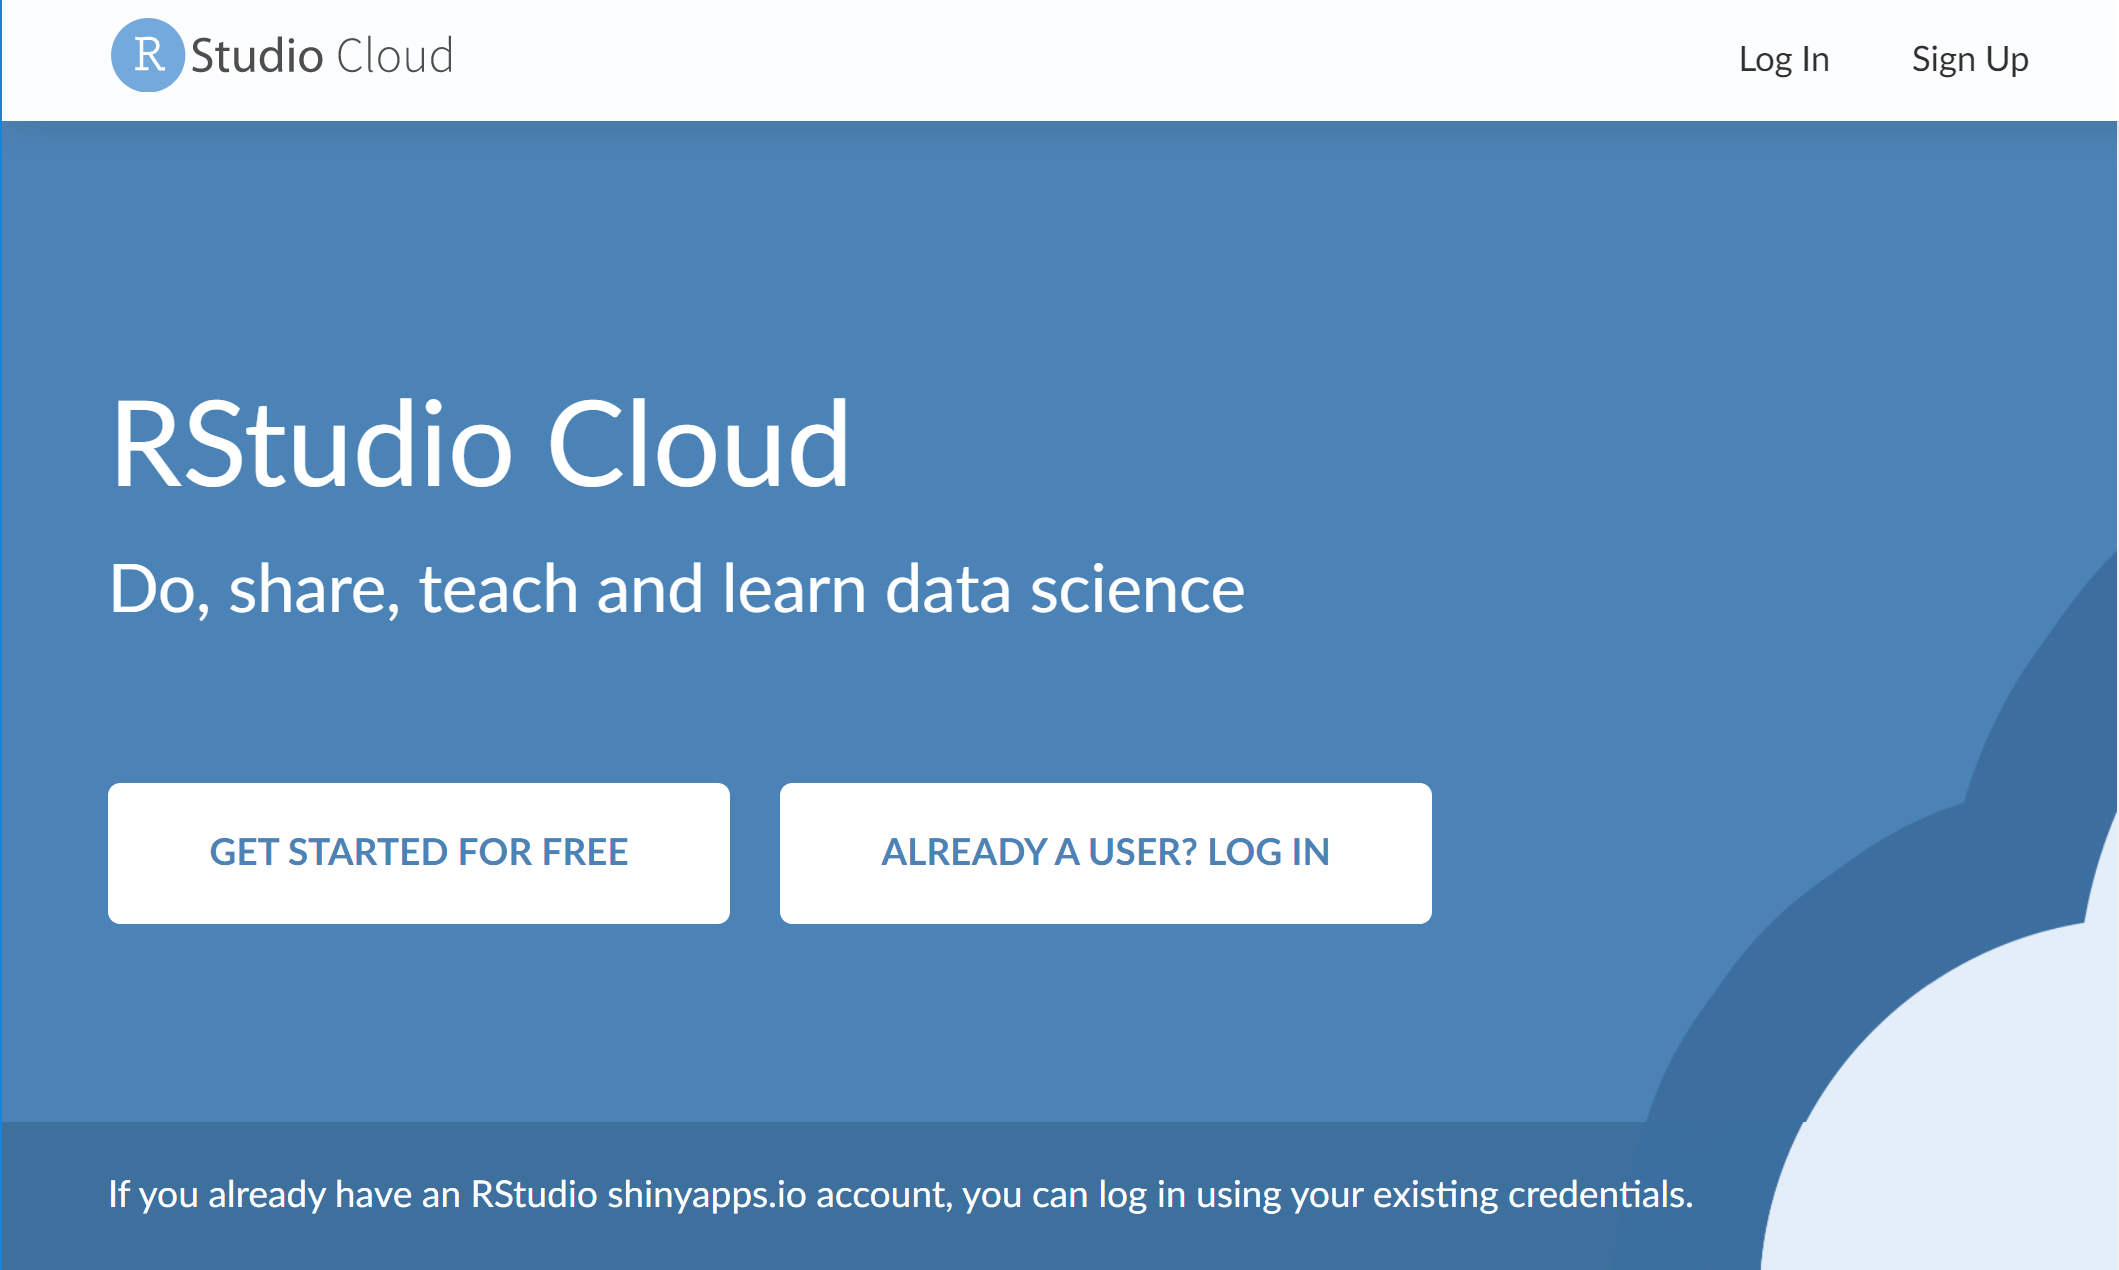 R Studio Cloud
Log In
Sign Up
RStudio Cloud
Do, share, teach and learn data science
GET STARTED FOR FREE
ALREADY A USER? LOG IN
If you already have an RStudio shinyapps.io account, you can log in using your existing credentials.